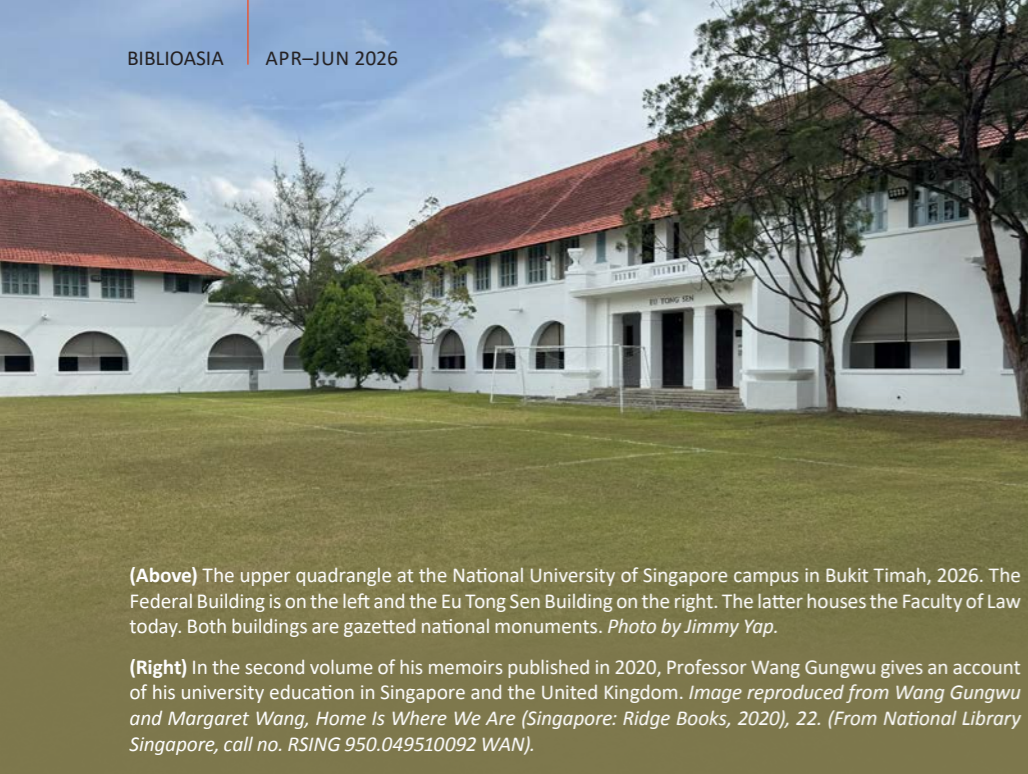 BIBLIOASIA APR–JUN 2026
EU TONG SEN
(Above) The upper quadrangle at the National University of Singapore campus in Bukit Timah, 2026. The
Federal Building is on the left and the Eu Tong Sen Building on the right. The latter houses the Faculty of Law
today. Both buildings are gazetted national monuments. Photo by Jimmy Yap.
(Right) In the second volume of his memoirs published in 2020, Professor Wang Gungwu gives an account
of his university education in Singapore and the United Kingdom. Image reproduced from Wang Gungwu
and Margaret Wang, Home Is Where We Are (Singapore: Ridge Books, 2020), 22. (From National Library
Singapore, call no. RSING 950.049510092 WAN).